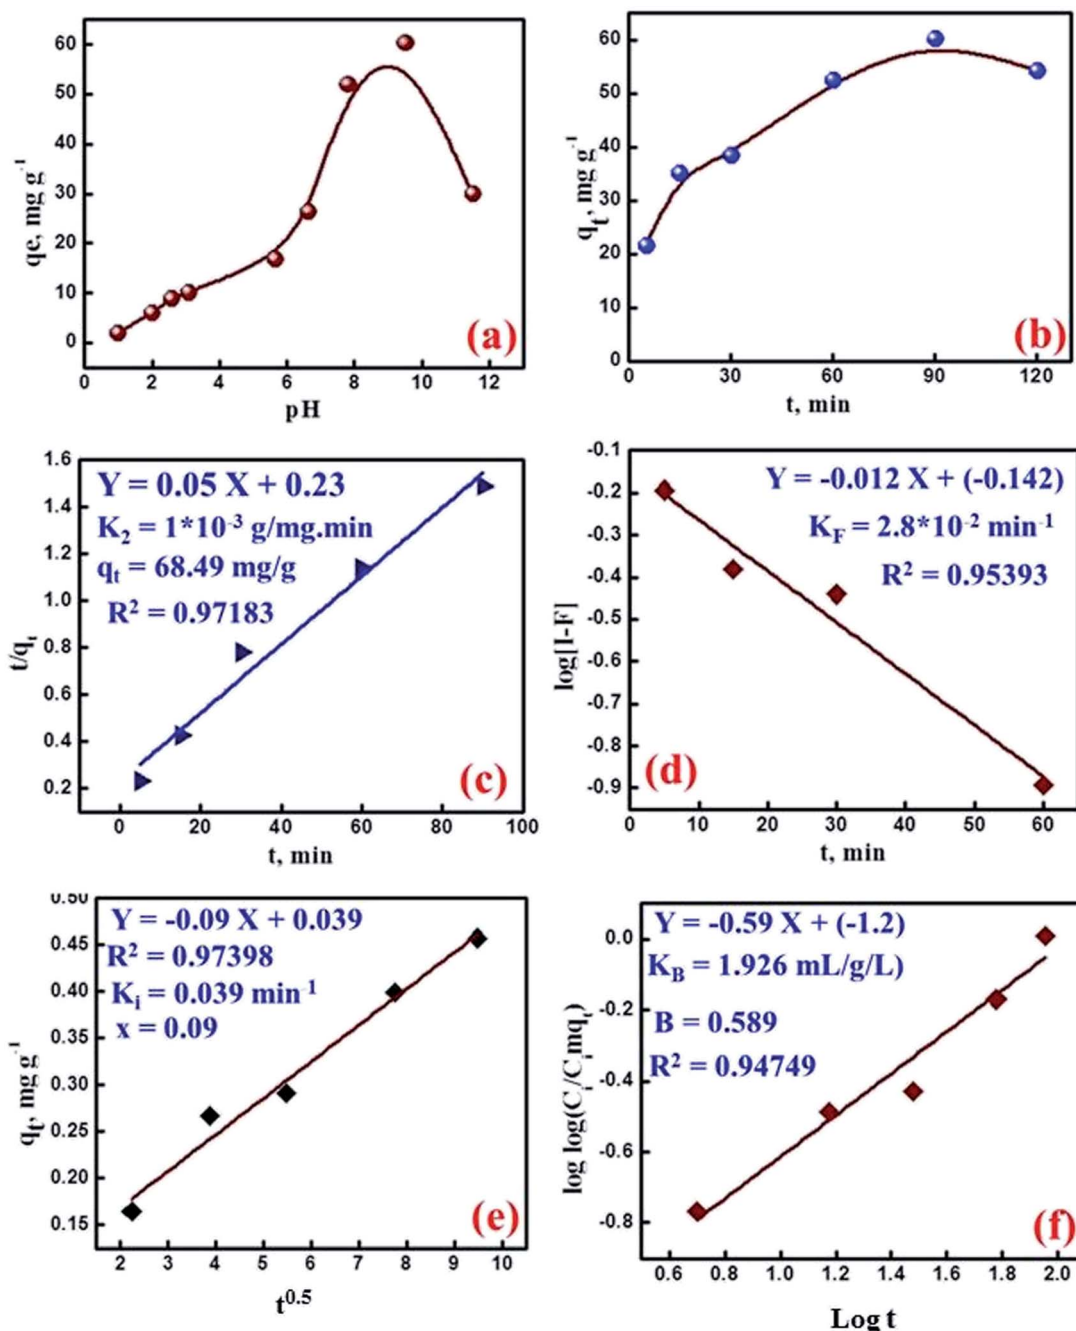 60
50
40
30
20
10
0
qe, mg g⁻¹
0 2 4 6 8 10 12
pH
(a)
60
50
40
30
20
10
0
qₜ, mg g⁻¹
0 30 60 90 120
t, min
(b)
1.6
1.4
1.2
1.0
0.8
0.6
0.4
0.2
t/qₜ
Y = 0.05 X + 0.23
K₂ = 1*10⁻³ g/mg.min
qₜ = 68.49 mg/g
R² = 0.97183
0 20 40 60 80 100
t, min
(c)
-0.1
-0.2
-0.3
-0.4
-0.5
-0.6
-0.7
-0.8
-0.9
log[1-F]
Y = -0.012 X + (-0.142)
K_F = 2.8*10⁻² min⁻¹
R² = 0.95393
0 10 20 30 40 50 60
t, min
(d)
0.50
0.45
0.40
0.35
0.30
0.25
0.20
0.15
qₜ, mg g⁻¹
Y = -0.09 X + 0.039
R² = 0.97398
Kᵢ = 0.039 min⁻¹
x = 0.09
2 3 4 5 6 7 8 9 10
t⁰·⁵
(e)
0.0
-0.2
-0.4
-0.6
-0.8
log log(Cᵢ/Cᵢmqₜ)
Y = -0.59 X + (-1.2)
K_B = 1.926 mL/g/L)
B = 0.589
R² = 0.94749
0.6 0.8 1.0 1.2 1.4 1.6 1.8 2.0
Log t
(f)